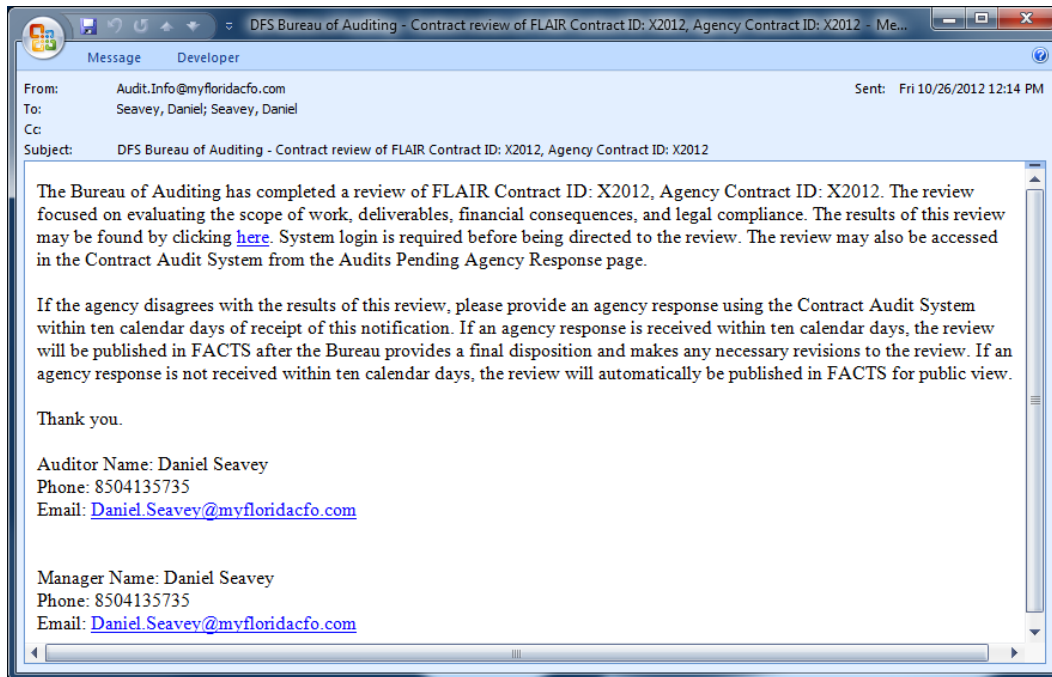 DFS Bureau of Auditing - Contract review of FLAIR Contract ID: X2012, Agency Contract ID: X2012 - Me...
Message Developer
From: Audit.Info@myfloridacfo.com Sent: Fri 10/26/2012 12:14 PM
To: Seavey, Daniel; Seavey, Daniel
Cc:
Subject: DFS Bureau of Auditing - Contract review of FLAIR Contract ID: X2012, Agency Contract ID: X2012
The Bureau of Auditing has completed a review of FLAIR Contract ID: X2012, Agency Contract ID: X2012. The review
focused on evaluating the scope of work, deliverables, financial consequences, and legal compliance. The results of this review
may be found by clicking here. System login is required before being directed to the review. The review may also be accessed
in the Contract Audit System from the Audits Pending Agency Response page.
If the agency disagrees with the results of this review, please provide an agency response using the Contract Audit System
within ten calendar days of receipt of this notification. If an agency response is received within ten calendar days, the review
will be published in FACTS after the Bureau provides a final disposition and makes any necessary revisions to the review. If an
agency response is not received within ten calendar days, the review will automatically be published in FACTS for public view.
Thank you.
Auditor Name: Daniel Seavey
Phone: 8504135735
Email: Daniel.Seavey@myfloridacfo.com
Manager Name: Daniel Seavey
Phone: 8504135735
Email: Daniel.Seavey@myfloridacfo.com